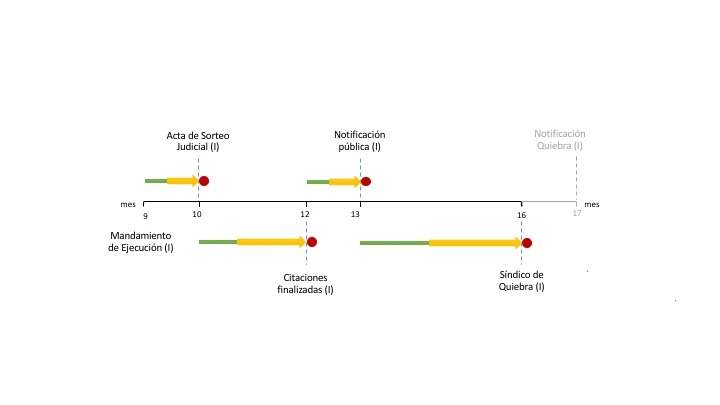 Acta de Sorteo
Judicial (I)
Notificación
pública (I)
Notificación
Quiebra (I)
mes
mes
9
10
12
13
16
17
Mandamiento
de Ejecución (I)
Citaciones
finalizadas (I)
Síndico de
Quiebra (I)